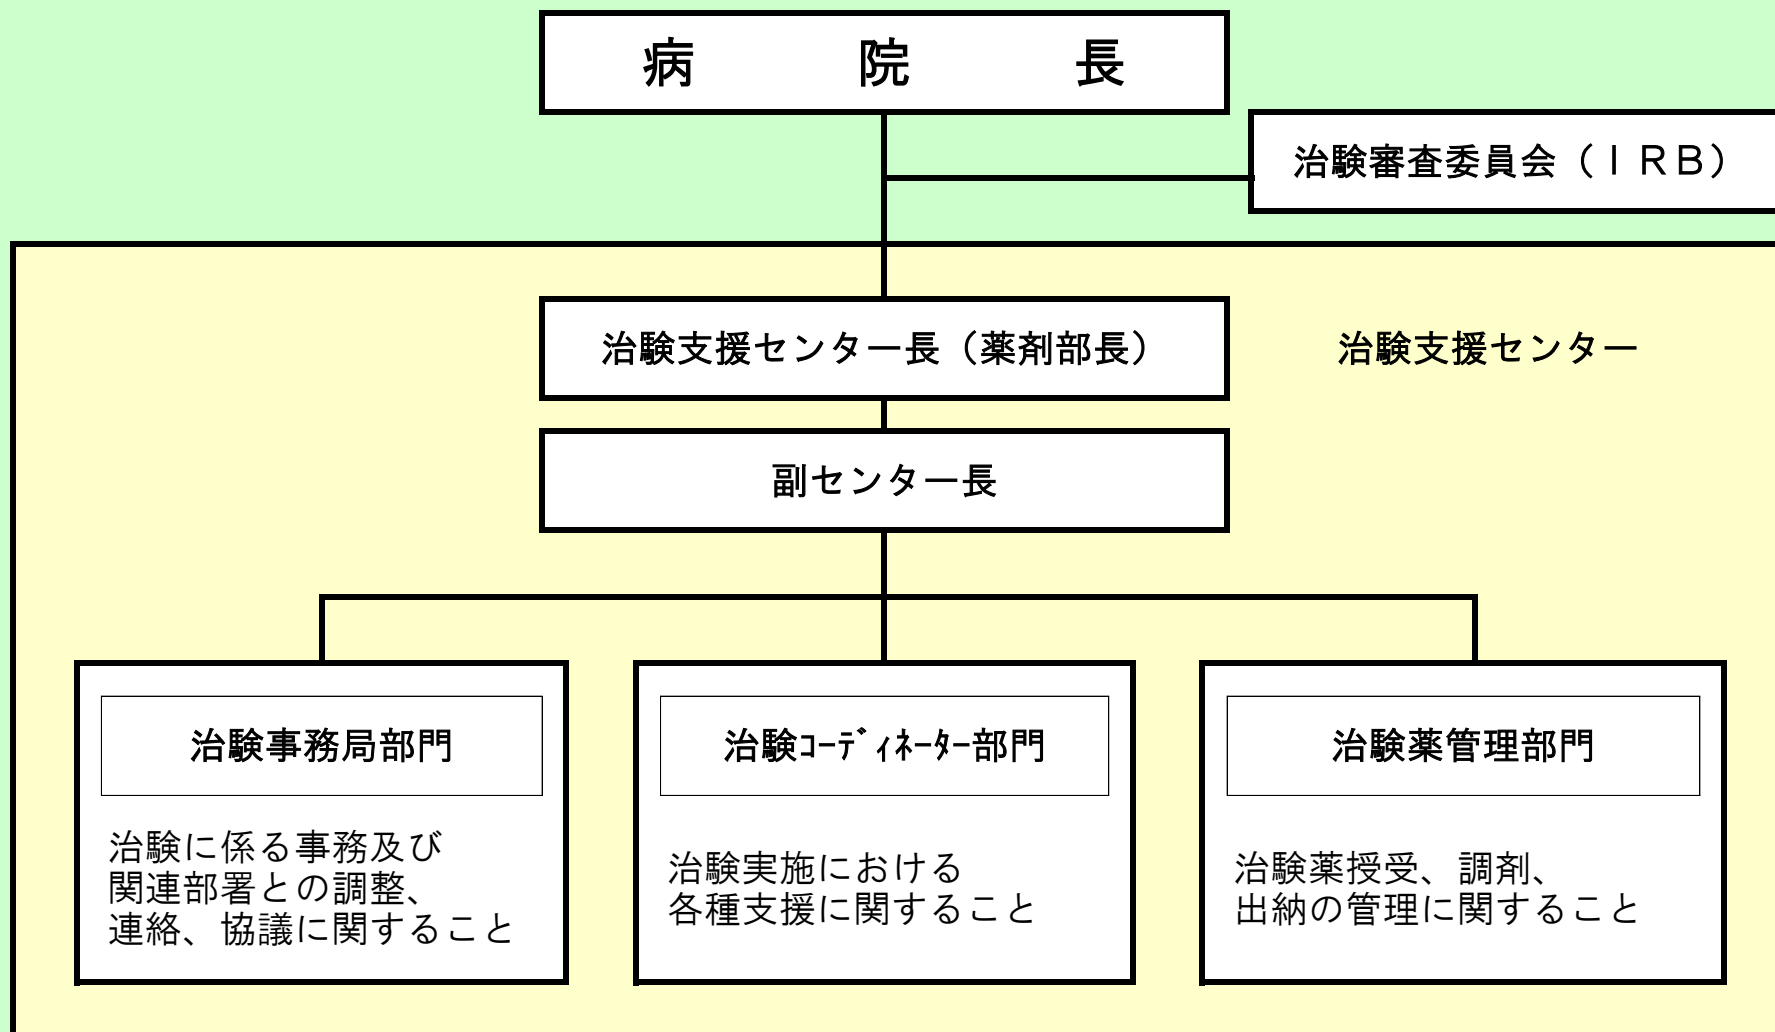 病　院　長
治験審査委員会（ＩＲＢ）
治験支援センター長（薬剤部長）
治験支援センター
副センター長
治験事務局部門
治験に係る事務及び
関連部署との調整、
連絡、協議に関すること
治験ｺｰﾃﾞｨﾈｰﾀｰ部門
治験実施における
各種支援に関すること
治験薬管理部門
治験薬授受、調剤、
出納の管理に関すること